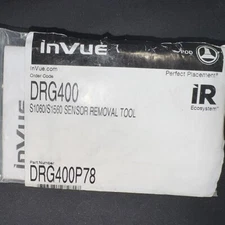 inVue
Perfect Placement
InVue.com
Order Code
DRG400
S1060/S1560 SENSOR REMOVAL TOOL
iR
Ecosystem
inVue
Part Number
DRG400P78